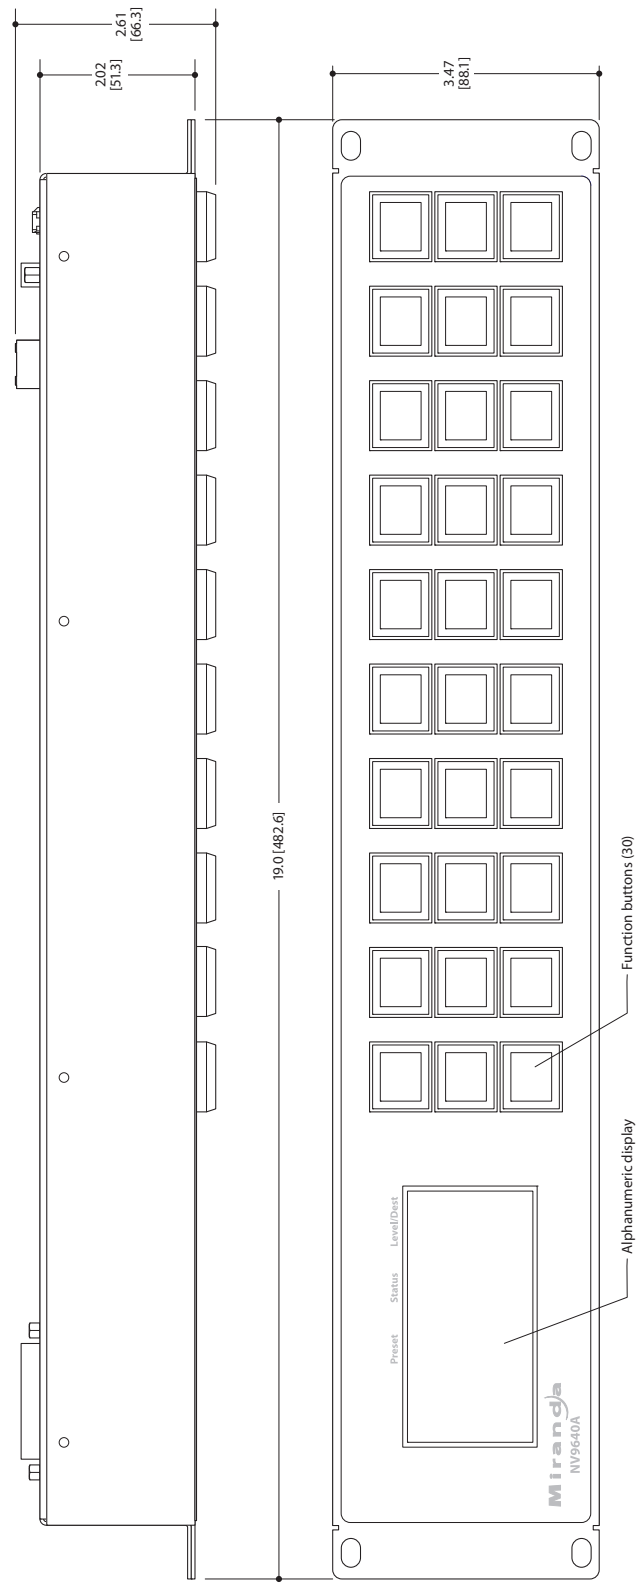 2.61
[66.3]
2.02
[51.3]
3.47
[88.1]
19.0 [482.6]
Function buttons (30)
Alphanumeric display
Preset Status Level/Dest
Miranda
NV9640A